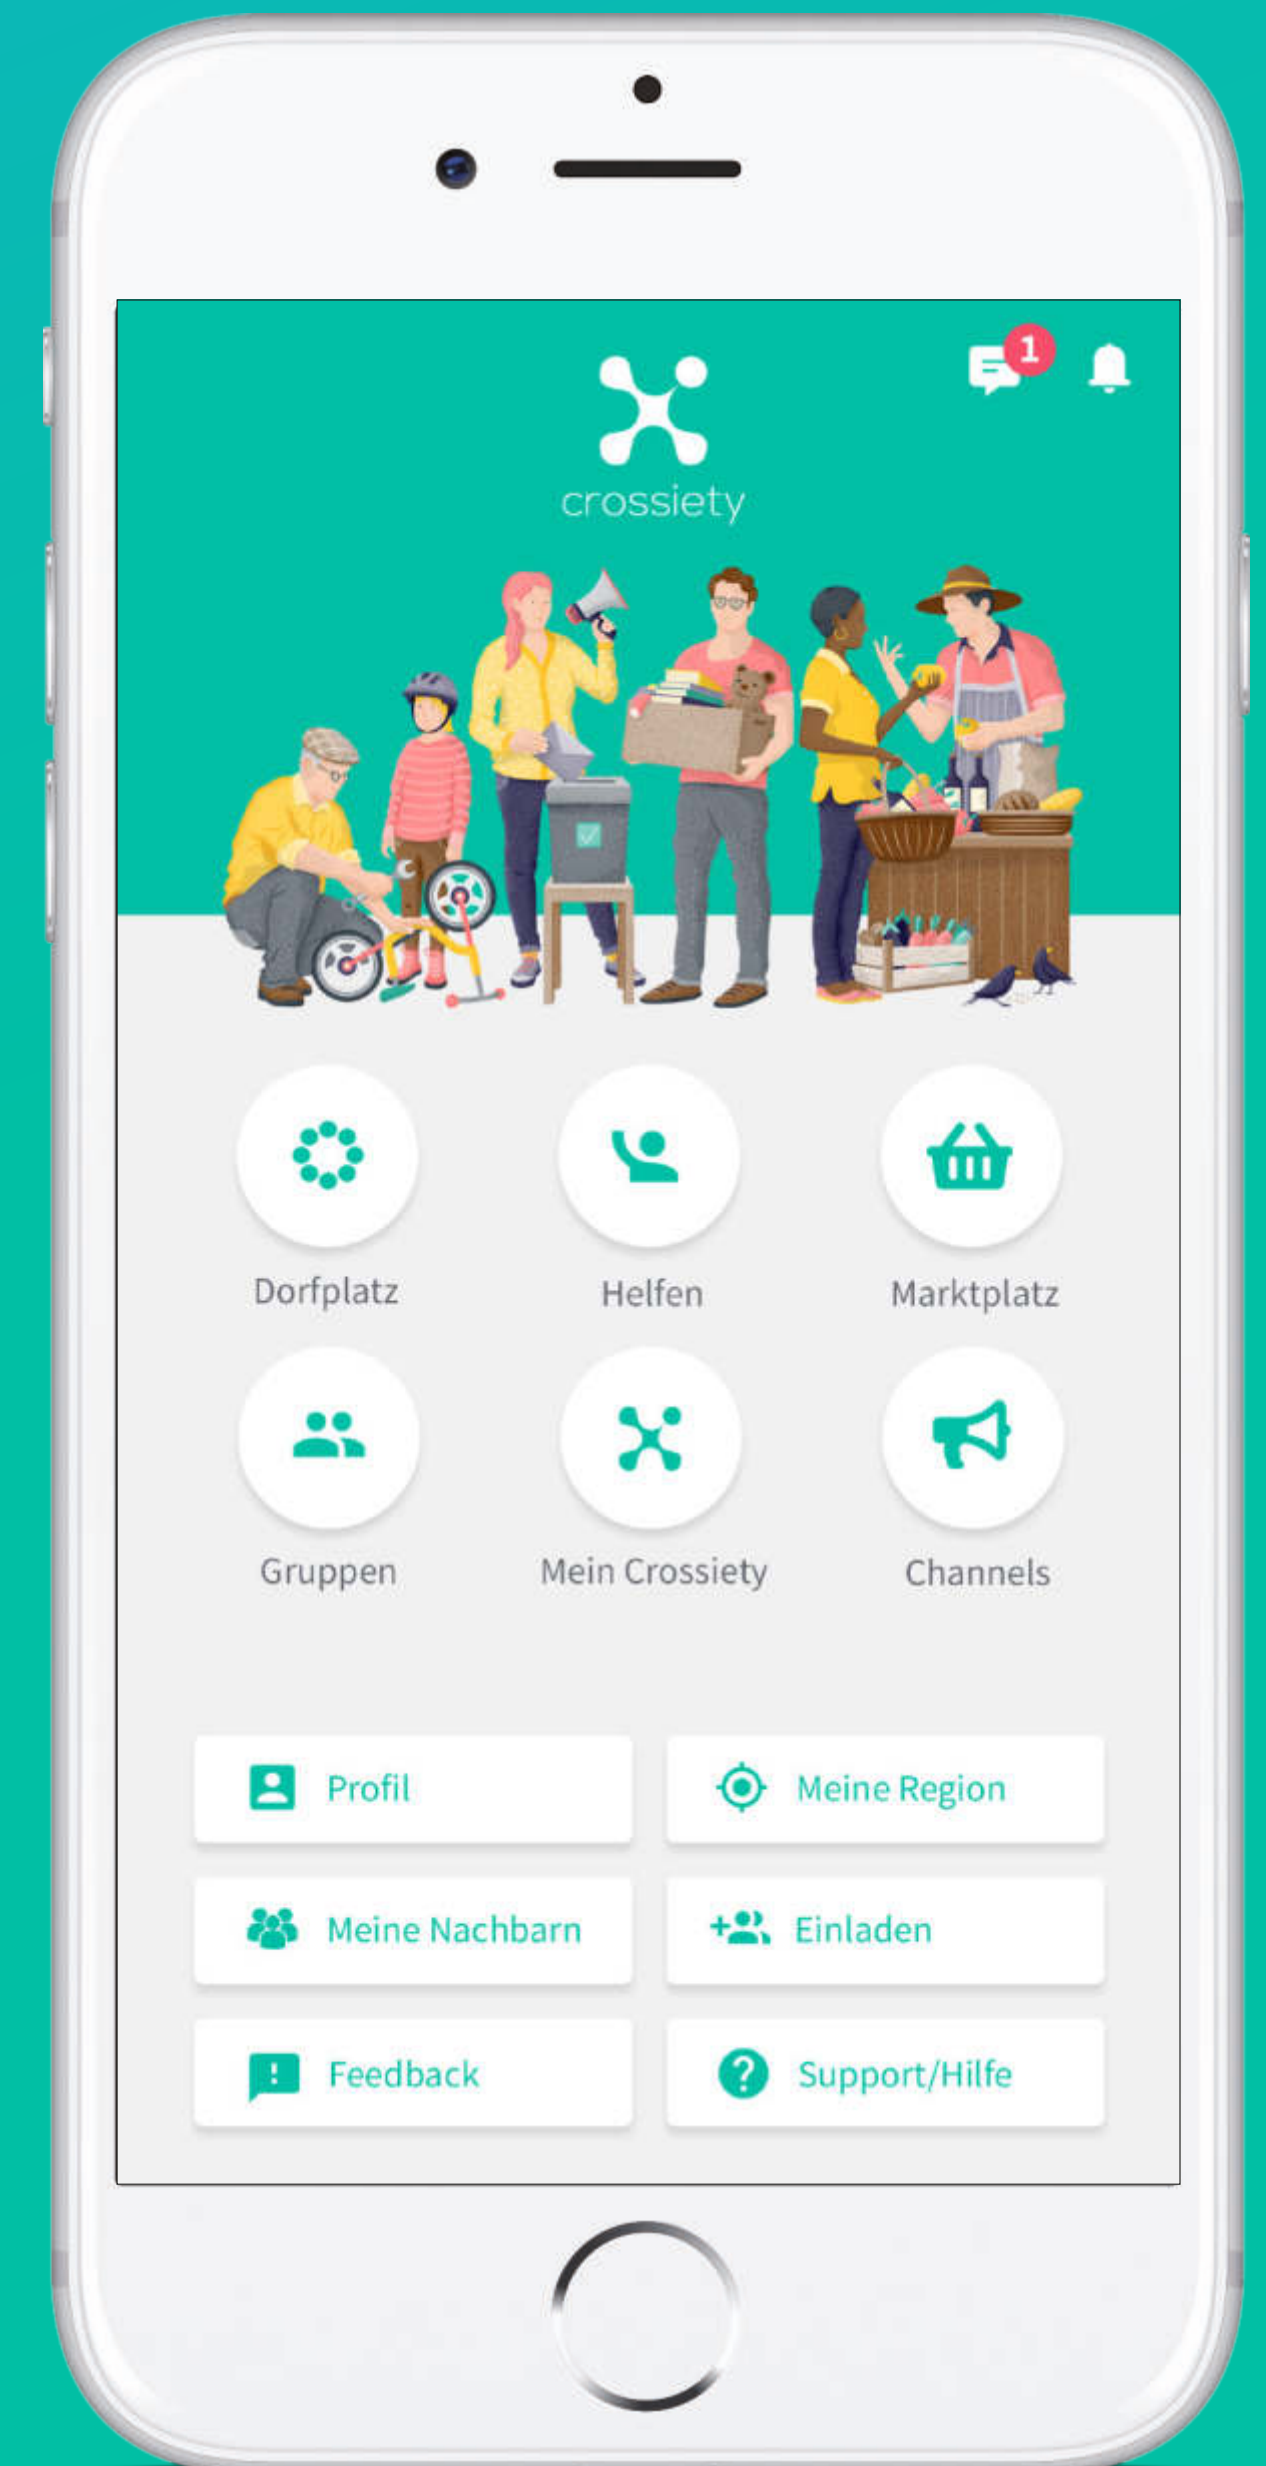 1
crossiety
Dorfplatz
Helfen
Marktplatz
Gruppen
Mein Crossiety
Channels
Profil
Meine Region
Meine Nachbarn
Einladen
Feedback
Support/Hilfe